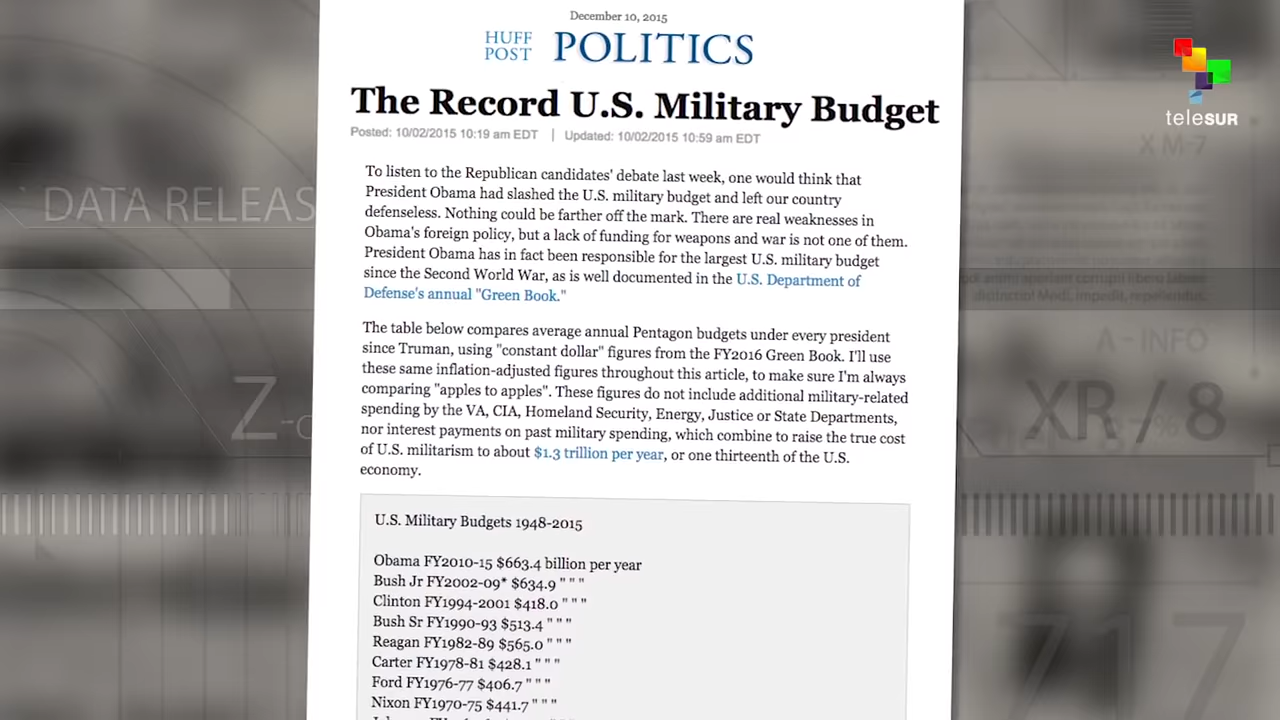 December 10, 2015
HUFF
POST
POLITICS
telesUR
The Record U.S. Military Budget
Posted: 10/02/2015 10:19 am EDT | Updated: 10/02/2015 10:59 am EDT
X M-7
To listen to the Republican candidates' debate last week, one would think that
President Obama had slashed the U.S. military budget and left our country
defenseless. Nothing could be farther off the mark. There are real weaknesses in
Obama's foreign policy, but a lack of funding for weapons and war is not one of them.
President Obama has in fact been responsible for the largest U.S. military budget
since the Second World War, as is well documented in the U.S. Department of
Defense's annual "Green Book."
DATA RELEAS
The table below compares average annual Pentagon budgets under every president
since Truman, using "constant dollar" figures from the FY2016 Green Book. I'll use
these same inflation-adjusted figures throughout this article, to make sure I'm always
comparing "apples to apples". These figures do not include additional military-related
spending by the VA, CIA, Homeland Security, Energy, Justice or State Departments,
nor interest payments on past military spending, which combine to raise the true cost
of U.S. militarism to about $1.3 trillion per year, or one thirteenth of the U.S.
economy.
A - INFO
Z-c
XR / 8
U.S. Military Budgets 1948-2015
Obama FY2010-15 $663.4 billion per year
Bush Jr FY2002-09* $634.9 " " "
Clinton FY1994-2001 $418.0 " " "
Bush Sr FY1990-93 $513.4 " " "
Reagan FY1982-89 $565.0 " " "
Carter FY1978-81 $428.1 " " "
Ford FY1976-77 $406.7 " " "
Nixon FY1970-75 $441.7 " " "
717